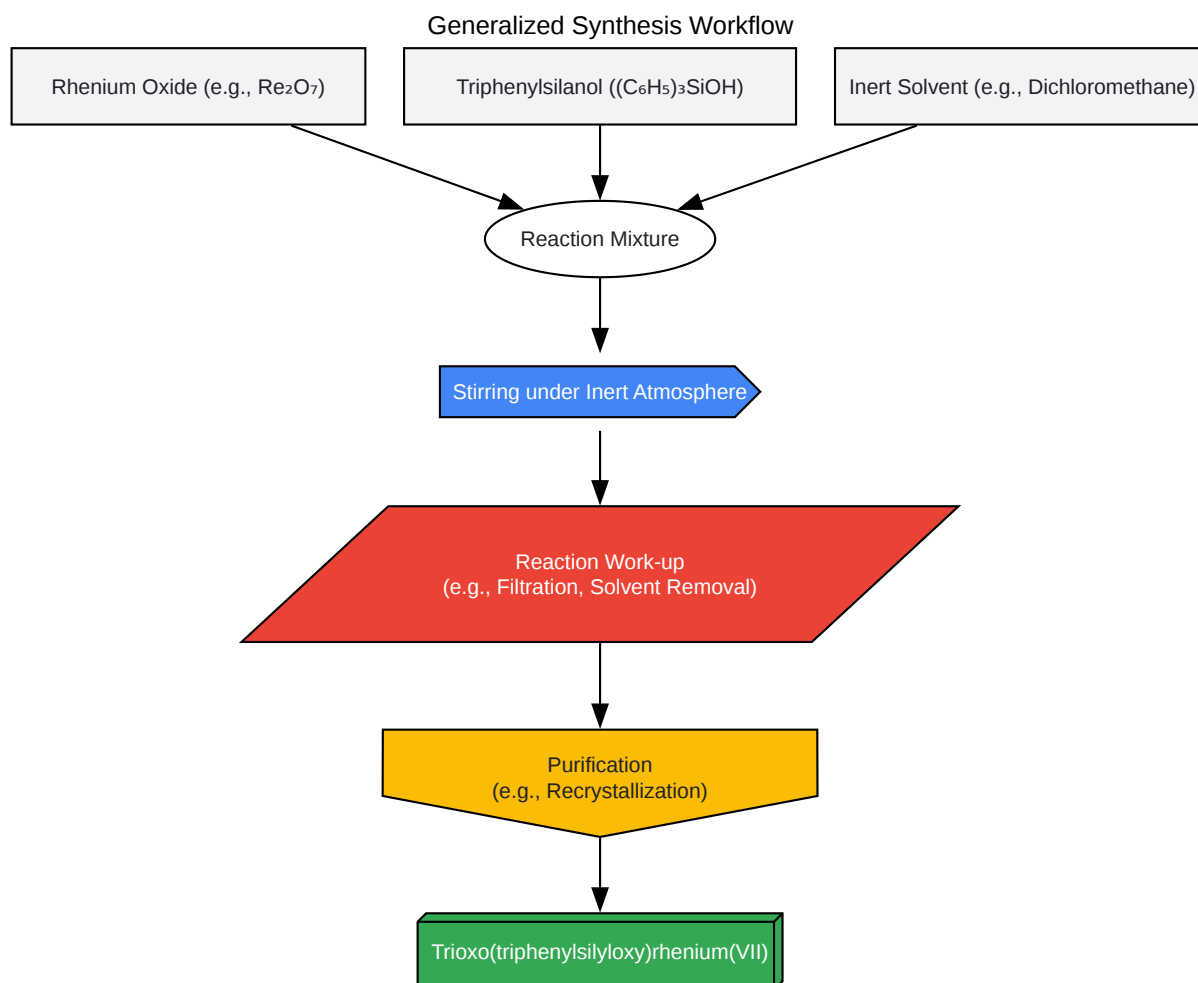 Generalized Synthesis Workflow
Rhenium Oxide (e.g., Re₂O₇)
Triphenylsilanol ((C₆H₅)₃SiOH)
Inert Solvent (e.g., Dichloromethane)
Reaction Mixture
Stirring under Inert Atmosphere
Reaction Work-up
(e.g., Filtration, Solvent Removal)
Purification
(e.g., Recrystallization)
Trioxo(triphenylsilyloxy)rhenium(VII)